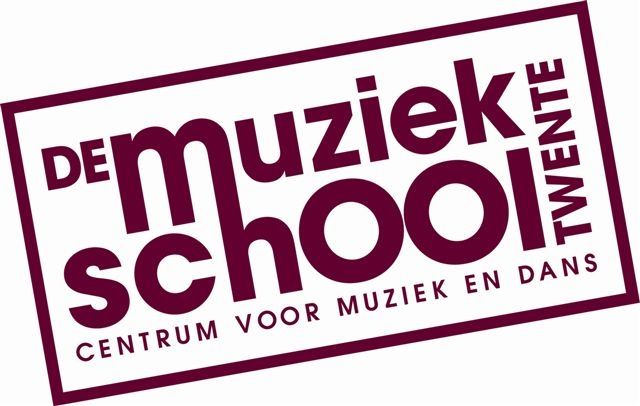 DE muziek
school TWENTE
CENTRUM VOOR MUZIEK EN DANS